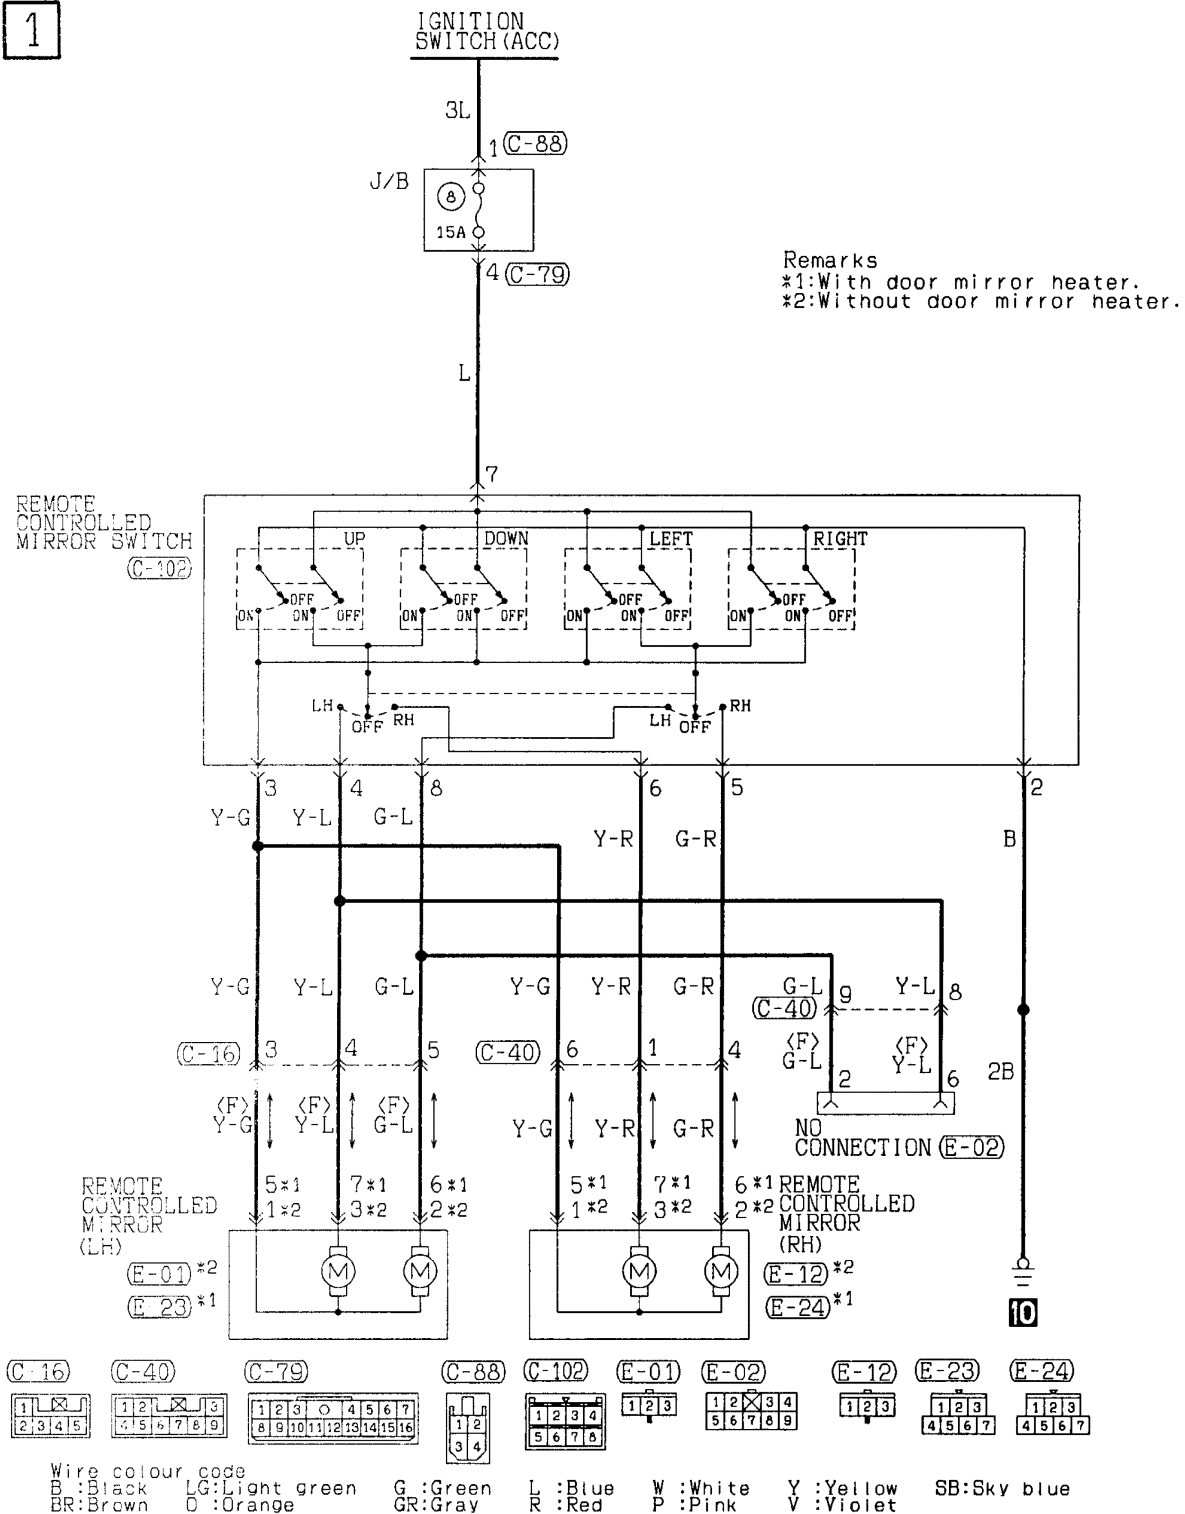 1
IGNITION
SWITCH(ACC)
3L
1 C-88
J/B
8
15A
4 C-79
Remarks
*1:With door mirror heater.
*2:Without door mirror heater.
L
7
REMOTE
CONTROLLED
MIRROR SWITCH
C-102
UP DOWN LEFT RIGHT
OFF OFF OFF OFF
ON ON OFF ON ON OFF ON ON OFF ON ON OFF
LH OFF RH LH OFF RH
3 4 8 6 5 2
Y-G Y-L G-L
Y-R G-R B
Y-G Y-L G-L Y-G Y-R G-R G-L 9 Y-L 8
C-40
C-16 3 4 5 C-40 6 1 4
<F> <F>
G-L Y-L
2 6
2B
<F> <F> <F>
Y-G Y-L G-L Y-G Y-R G-R
NO
CONNECTION E-02
REMOTE
CONTROLLED
MIRROR
(LH)
5*1 7*1 6*1 5*1 7*1 6*1
1*2 3*2 2*2 1*2 3*2 2*2
REMOTE
CONTROLLED
MIRROR
(RH)
M M M M
E-01 *2
E-23 *1
E-12 *2
E-24 *1
10
C-16 C-40 C-79 C-88 C-102 E-01 E-02 E-12 E-23 E-24
1
2 3 4 5
1 2 3
4 5 6 7 8 9
1 2 3 4 5 6 7
8 9 10 11 12 13 14 15 16
1 2
3 4
1 2 3 4
5 6 7 8
1 2 3
1 2 3 4
5 6 7 8 9
1 2 3
1 2 3
4 5 6 7
1 2 3
4 5 6 7
Wire colour code
B :Black LG:Light green G :Green L :Blue W :White Y :Yellow SB:Sky blue
BR:Brown O :Orange GR:Gray R :Red P :Pink V :Violet